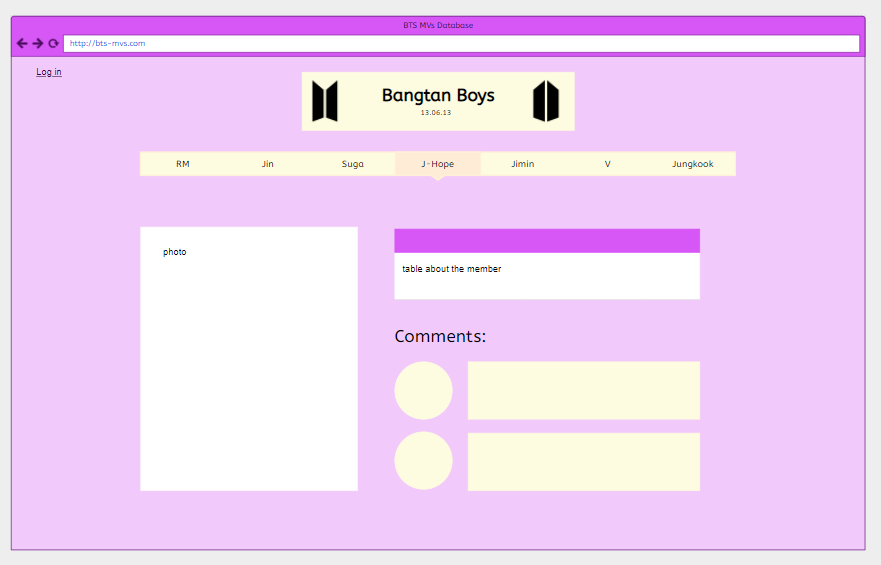 BTS MVs Database
http://bts-mvs.com
Log in
Bangtan Boys
13.06.13
RM Jin Suga J-Hope Jimin V Jungkook
photo
table about the member
Comments: